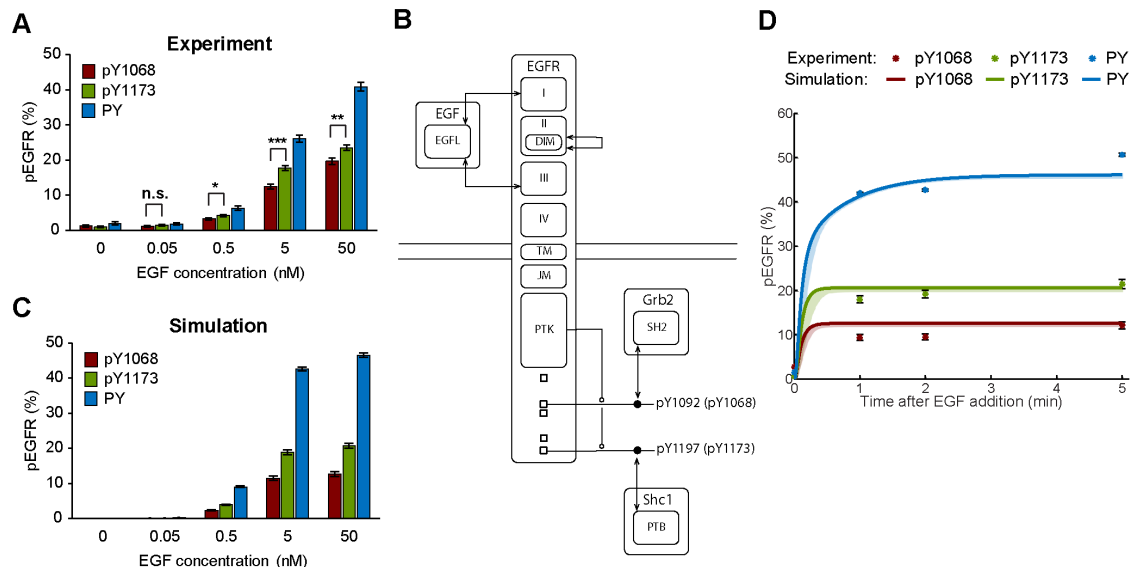 A
Experiment
pEGFR (%)
50
40
30
20
10
0
pY1068
pY1173
PY
n.s.
*
***
**
0 0.05 0.5 5 50
EGF concentration (nM)
B
EGFR
I
II
DIM
III
IV
TM
JM
PTK
EGF
EGFL
Grb2
SH2
pY1092 (pY1068)
pY1197 (pY1173)
Shc1
PTB
C
Simulation
pEGFR (%)
50
40
30
20
10
0
pY1068
pY1173
PY
0 0.05 0.5 5 50
EGF concentration (nM)
D
Experiment: pY1068 pY1173 PY
Simulation: pY1068 pY1173 PY
pEGFR (%)
60
50
40
30
20
10
0
0 1 2 3 4 5
Time after EGF addition (min)